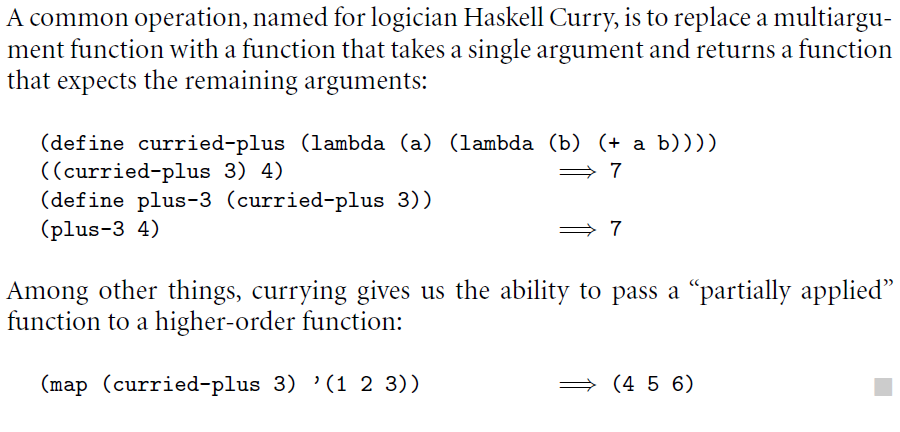 A common operation, named for logician Haskell Curry, is to replace a multiargu-
ment function with a function that takes a single argument and returns a function
that expects the remaining arguments:
(define curried-plus (lambda (a) (lambda (b) (+ a b))))
((curried-plus 3) 4) ⟹ 7
(define plus-3 (curried-plus 3))
(plus-3 4) ⟹ 7
Among other things, currying gives us the ability to pass a “partially applied”
function to a higher-order function:
(map (curried-plus 3) ’(1 2 3)) ⟹ (4 5 6)